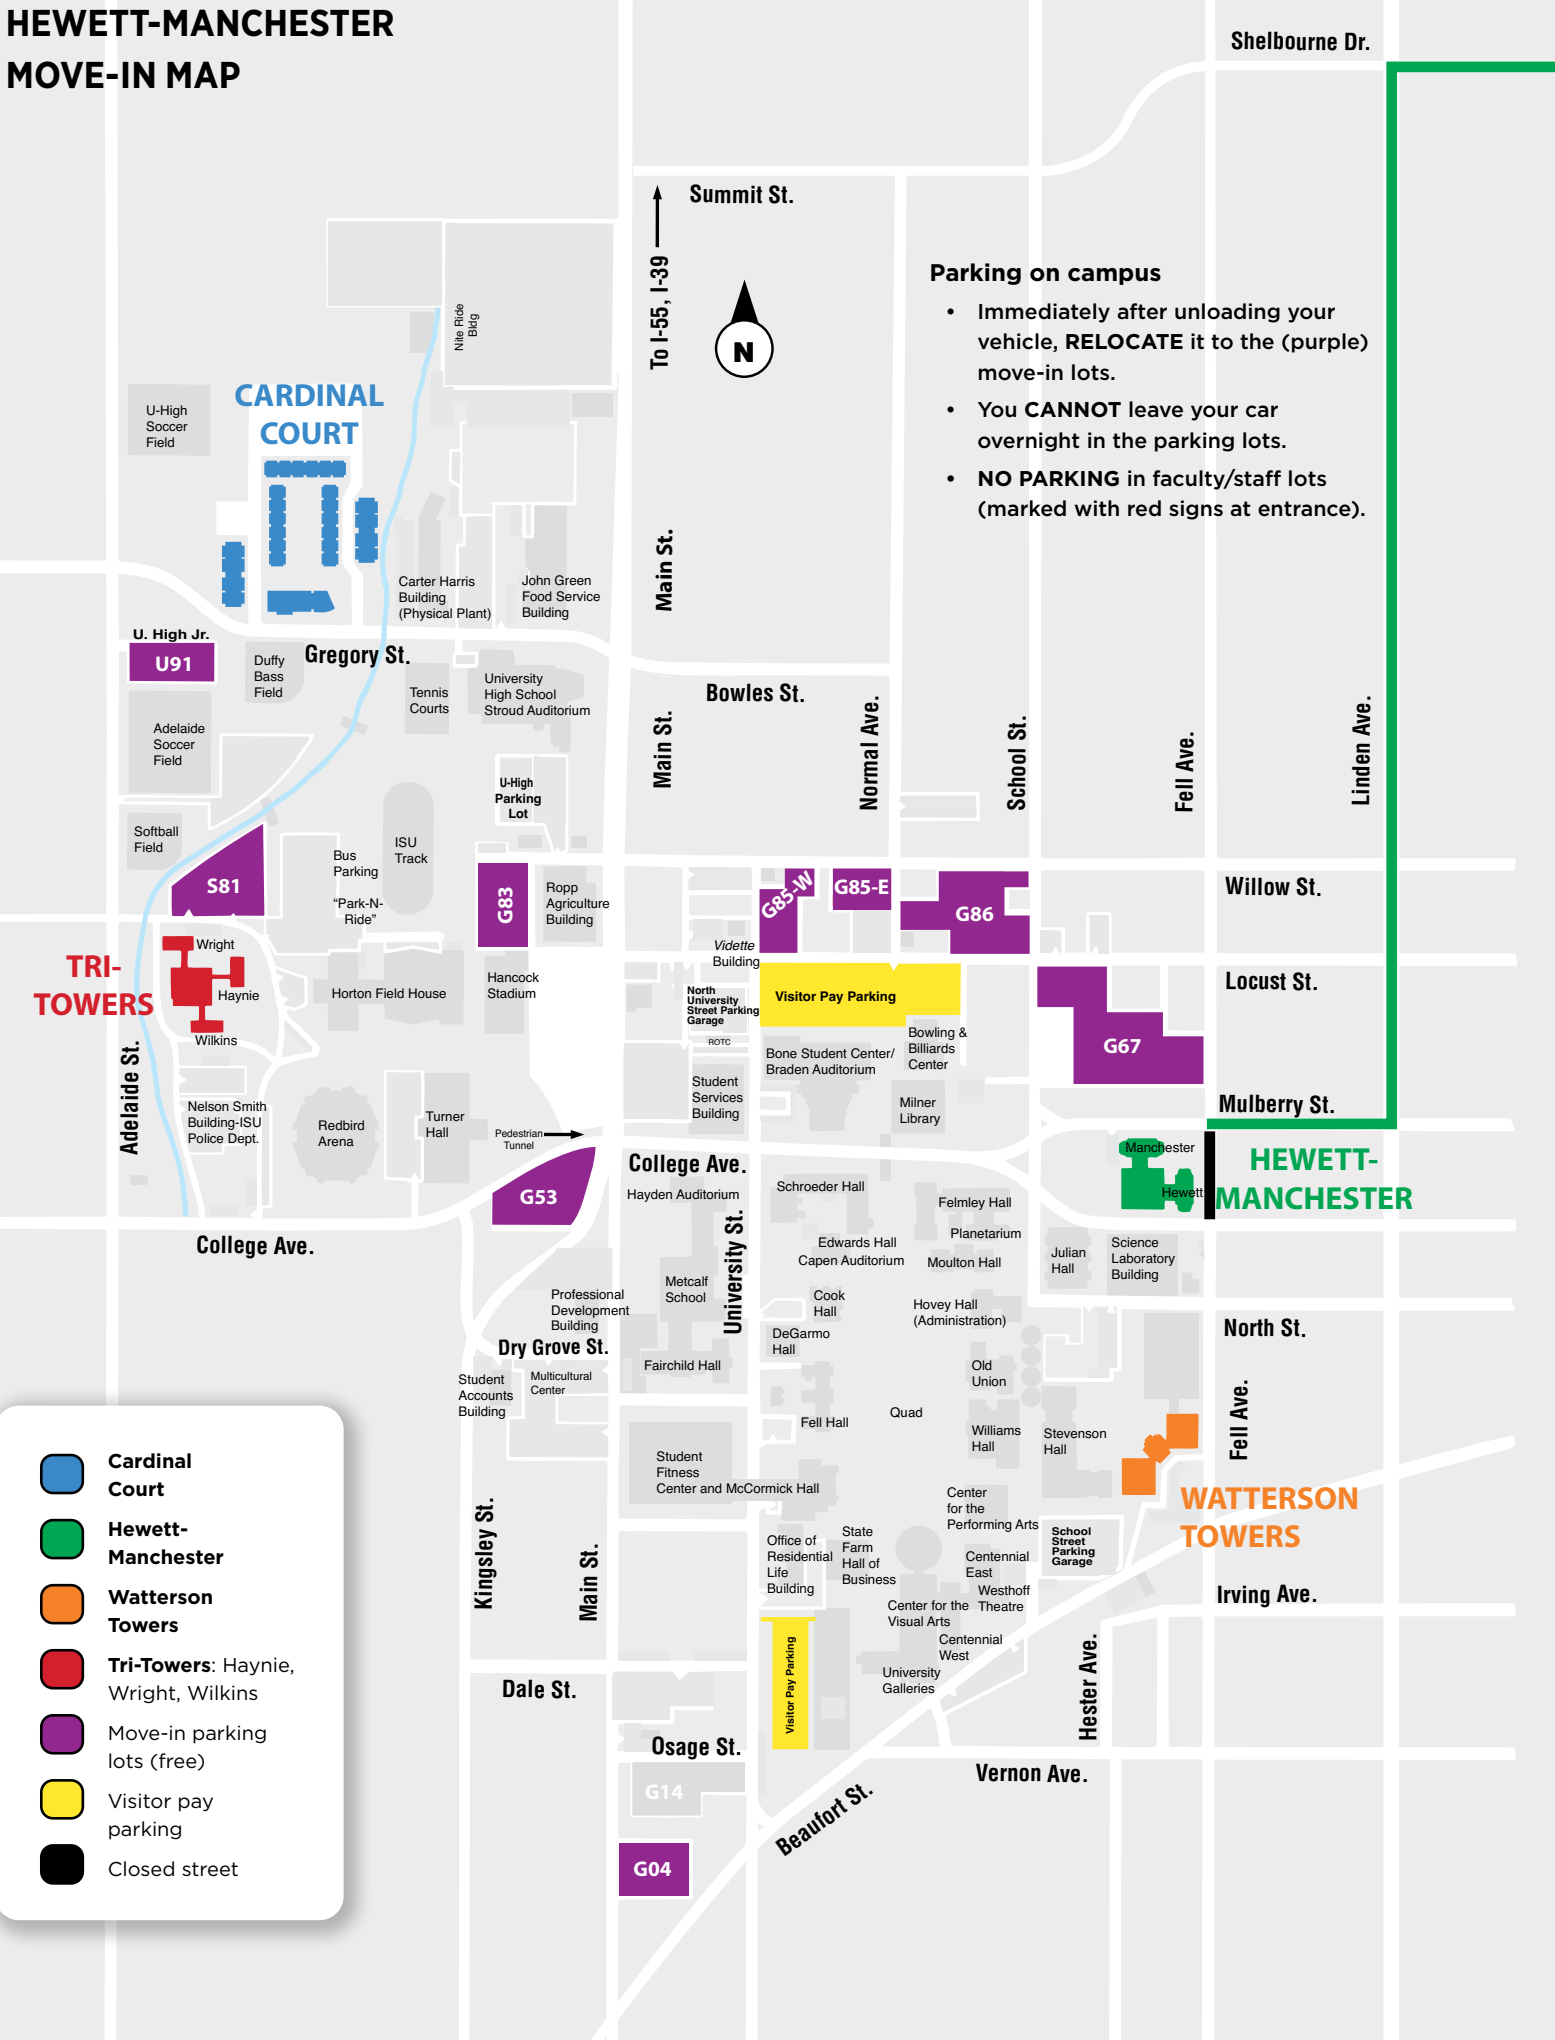 HEWETT-MANCHESTER
MOVE-IN MAP
Shelbourne Dr.
Summit St.
To I-55, I-39
N
Parking on campus
• Immediately after unloading your
vehicle, RELOCATE it to the (purple)
move-in lots.
• You CANNOT leave your car
overnight in the parking lots.
• NO PARKING in faculty/staff lots
(marked with red signs at entrance).
Nite Ride
Bldg
U-High
Soccer
Field
CARDINAL
COURT
Main St.
Carter Harris
Building
(Physical Plant)
John Green
Food Service
Building
U. High Jr.
U91
Duffy
Bass
Field
Gregory St.
Tennis
Courts
University
High School
Stroud Auditorium
Bowles St.
Main St.
Normal Ave.
School St.
Fell Ave.
Linden Ave.
Adelaide
Soccer
Field
U-High
Parking
Lot
Softball
Field
S81
Bus
Parking
“Park-N-
Ride”
ISU
Track
G83
Ropp
Agriculture
Building
G85-W
G85-E
G86
Willow St.
Vidette
Building
TRI-
TOWERS
Wright
Haynie
Wilkins
Horton Field House
Hancock
Stadium
North
University
Street Parking
Garage
Visitor Pay Parking
Locust St.
ROTC
Bone Student Center/
Braden Auditorium
Bowling &
Billiards
Center
G67
Adelaide St.
Nelson Smith
Building-ISU
Police Dept.
Redbird
Arena
Turner
Hall
Student
Services
Building
Milner
Library
Mulberry St.
Pedestrian
Tunnel
College Ave.
Manchester
Hewett
HEWETT-
MANCHESTER
G53
Hayden Auditorium
Schroeder Hall
Felmley Hall
Planetarium
College Ave.
University St.
Edwards Hall
Capen Auditorium
Moulton Hall
Julian
Hall
Science
Laboratory
Building
Metcalf
School
Professional
Development
Building
Cook
Hall
Hovey Hall
(Administration)
North St.
DeGarmo
Hall
Dry Grove St.
Fairchild Hall
Old
Union
Student
Accounts
Building
Multicultural
Center
Fell Hall
Quad
Williams
Hall
Stevenson
Hall
Fell Ave.
Student
Fitness
Center and McCormick Hall
Center
for the
Performing Arts
WATTERSON
TOWERS
Kingsley St.
Main St.
Office of
Residential
Life
Building
State
Farm
Hall of
Business
School
Street
Parking
Garage
Centennial
East
Westhoff
Theatre
Irving Ave.
Center for the
Visual Arts
Centennial
West
Hester Ave.
University
Galleries
Visitor Pay Parking
Dale St.
Osage St.
Vernon Ave.
G14
Beaufort St.
G04
Cardinal
Court
Hewett-
Manchester
Watterson
Towers
Tri-Towers: Haynie,
Wright, Wilkins
Move-in parking
lots (free)
Visitor pay
parking
Closed street